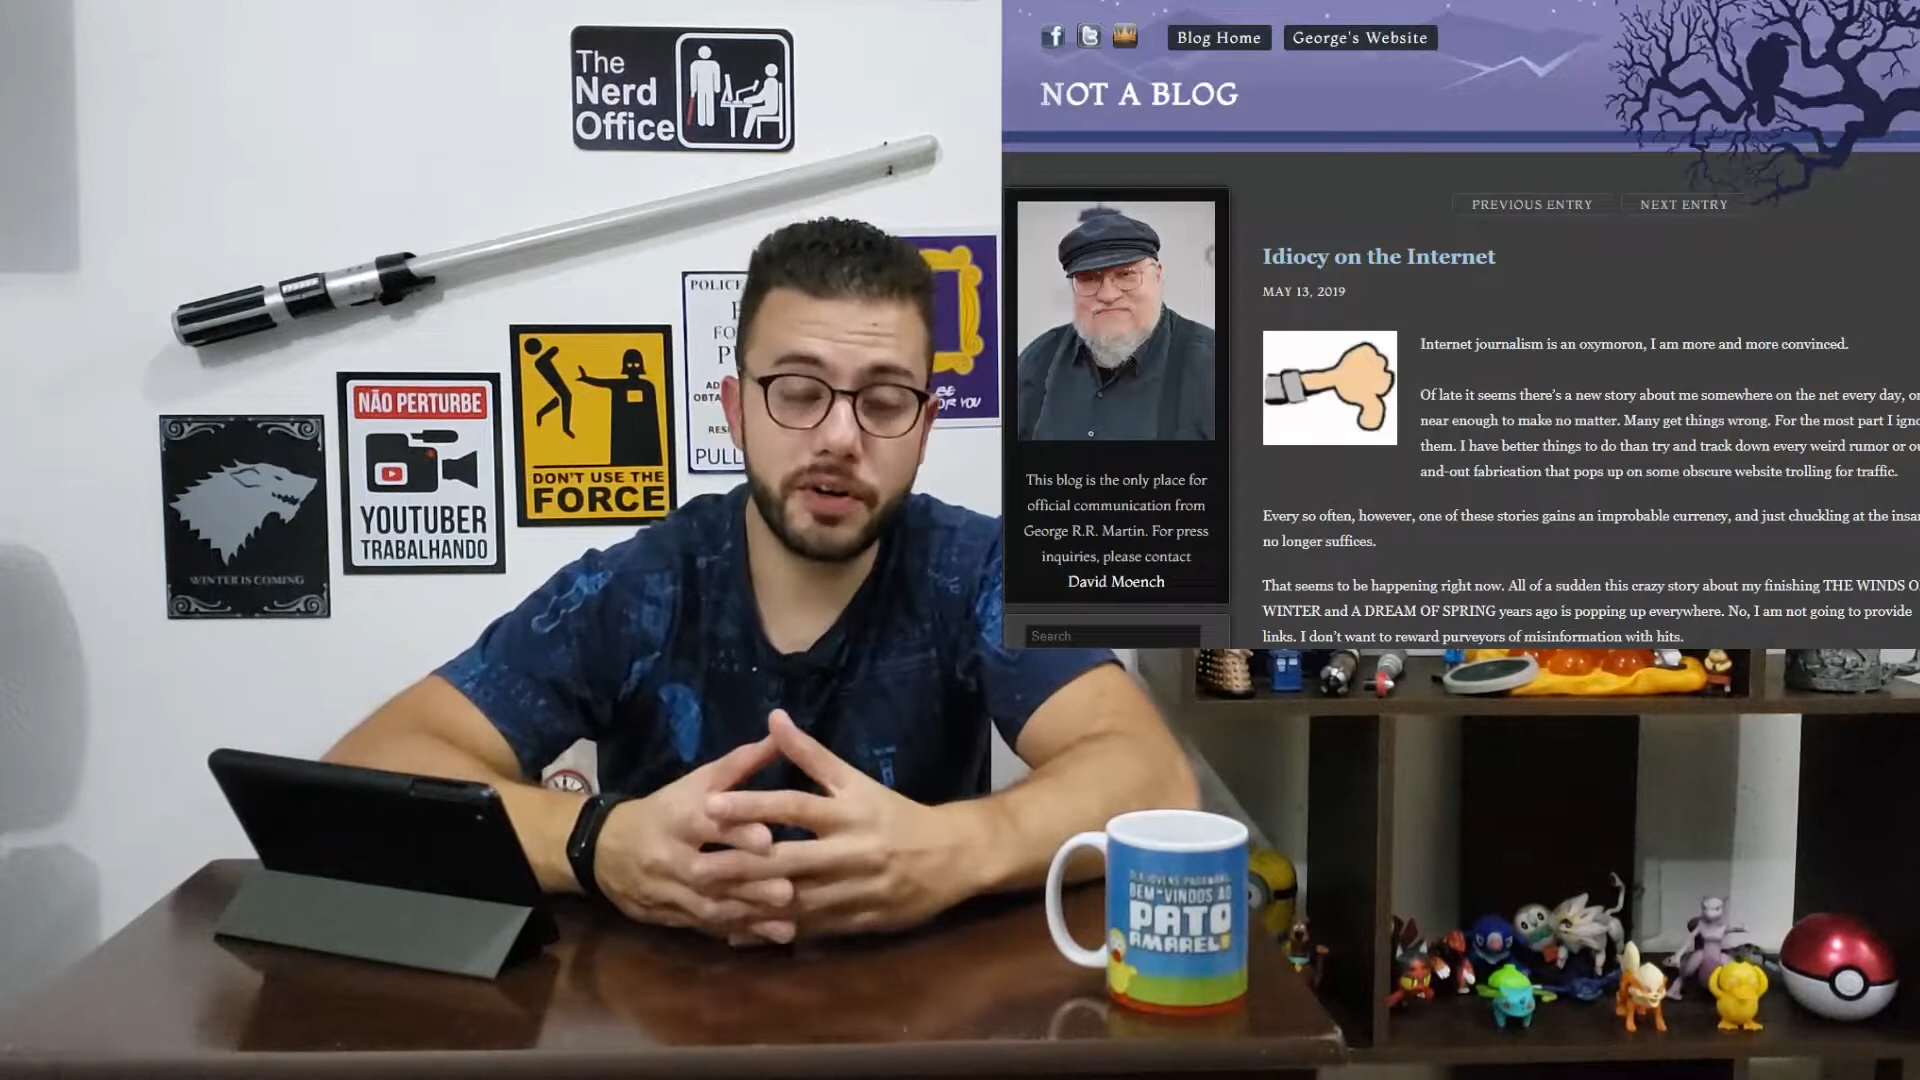 The
Nerd
Office
NÃO PERTURBE
YOUTUBER
TRABALHANDO
WINTER IS COMING
DON'T USE THE
FORCE
POLICE
PULL
BEM-VINDOS AO
PATO
AMARELO
Blog Home
George's Website
NOT A BLOG
PREVIOUS ENTRY
NEXT ENTRY
Idiocy on the Internet
MAY 13, 2019
Internet journalism is an oxymoron, I am more and more convinced.
Of late it seems there's a new story about me somewhere on the net every day, or
near enough to make no matter. Many get things wrong. For the most part I
them. I have better things to do than try and track down every weird rumor or
and-out fabrication that pops up on some obscure website trolling for traffic.
Every so often, however, one of these stories gains an improbable currency, and just chuckling at the
no longer suffices.
That seems to be happening right now. All of a sudden this crazy story about my finishing THE WINDS
WINTER and A DREAM OF SPRING years ago is popping up everywhere. No, I am not going to provide
links. I don't want to reward purveyors of misinformation with hits.
This blog is the only place for
official communication from
George R.R. Martin. For press
inquiries, please contact
David Moench
Search